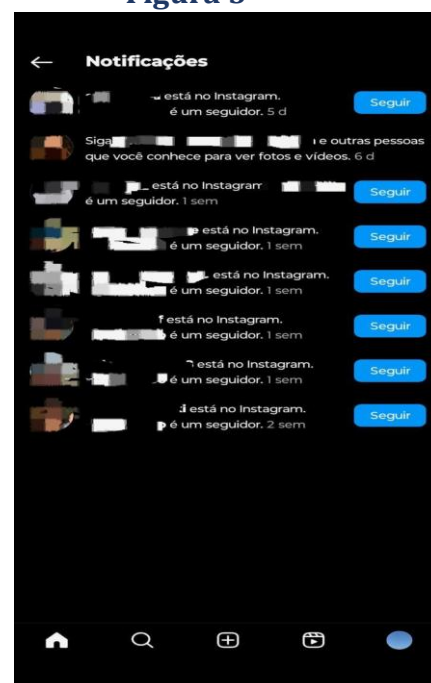 Notificações
está no Instagram.
é um seguidor. 5 d
Seguir
Siga
e outras pessoas
que você conhece para ver fotos e vídeos. 6 d
está no Instagram
é um seguidor. 1 sem
Seguir
está no Instagram.
é um seguidor. 1 sem
Seguir
está no Instagram.
é um seguidor. 1 sem
Seguir
está no Instagram.
é um seguidor. 1 sem
Seguir
está no Instagram.
é um seguidor. 1 sem
Seguir
está no Instagram.
é um seguidor. 2 sem
Seguir